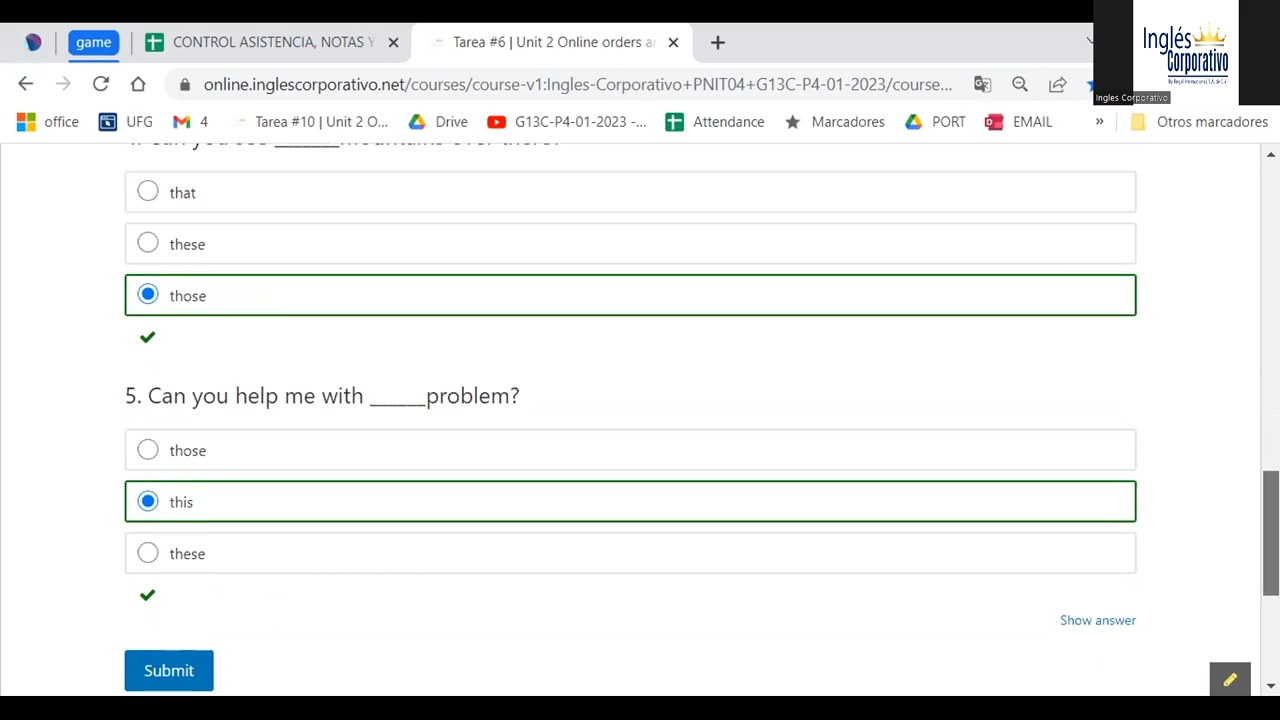 game
CONTROL ASISTENCIA, NOTAS Y
Tarea #6 | Unit 2 Online orders ar
Inglés
Corporativo
Ingles Corporativo
online.inglescorporativo.net/courses/course-v1:Ingles-Corporativo+PNIT04+G13C-P4-01-2023/course...
office
UFG
4
Tarea #10 | Unit 2 O...
Drive
G13C-P4-01-2023 -...
Attendance
Marcadores
PORT
EMAIL
»
Otros marcadores
that
these
those
5. Can you help me with ______problem?
those
this
these
Show answer
Submit